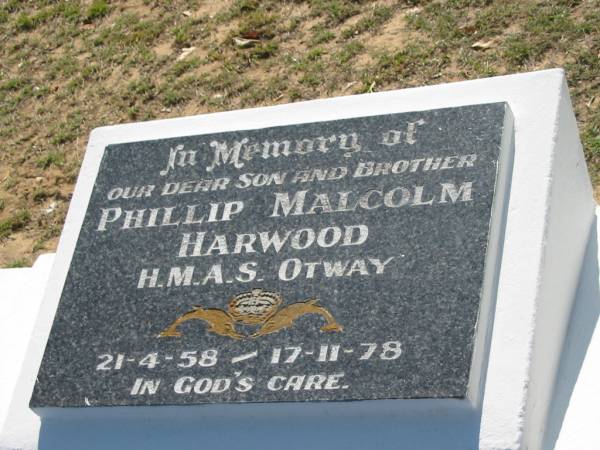 In Memory of
OUR DEAR SON AND BROTHER
PHILLIP MALCOLM
HARWOOD
H.M.A.S. OTWAY
21-4-58 - 17-11-78
IN GOD'S CARE.